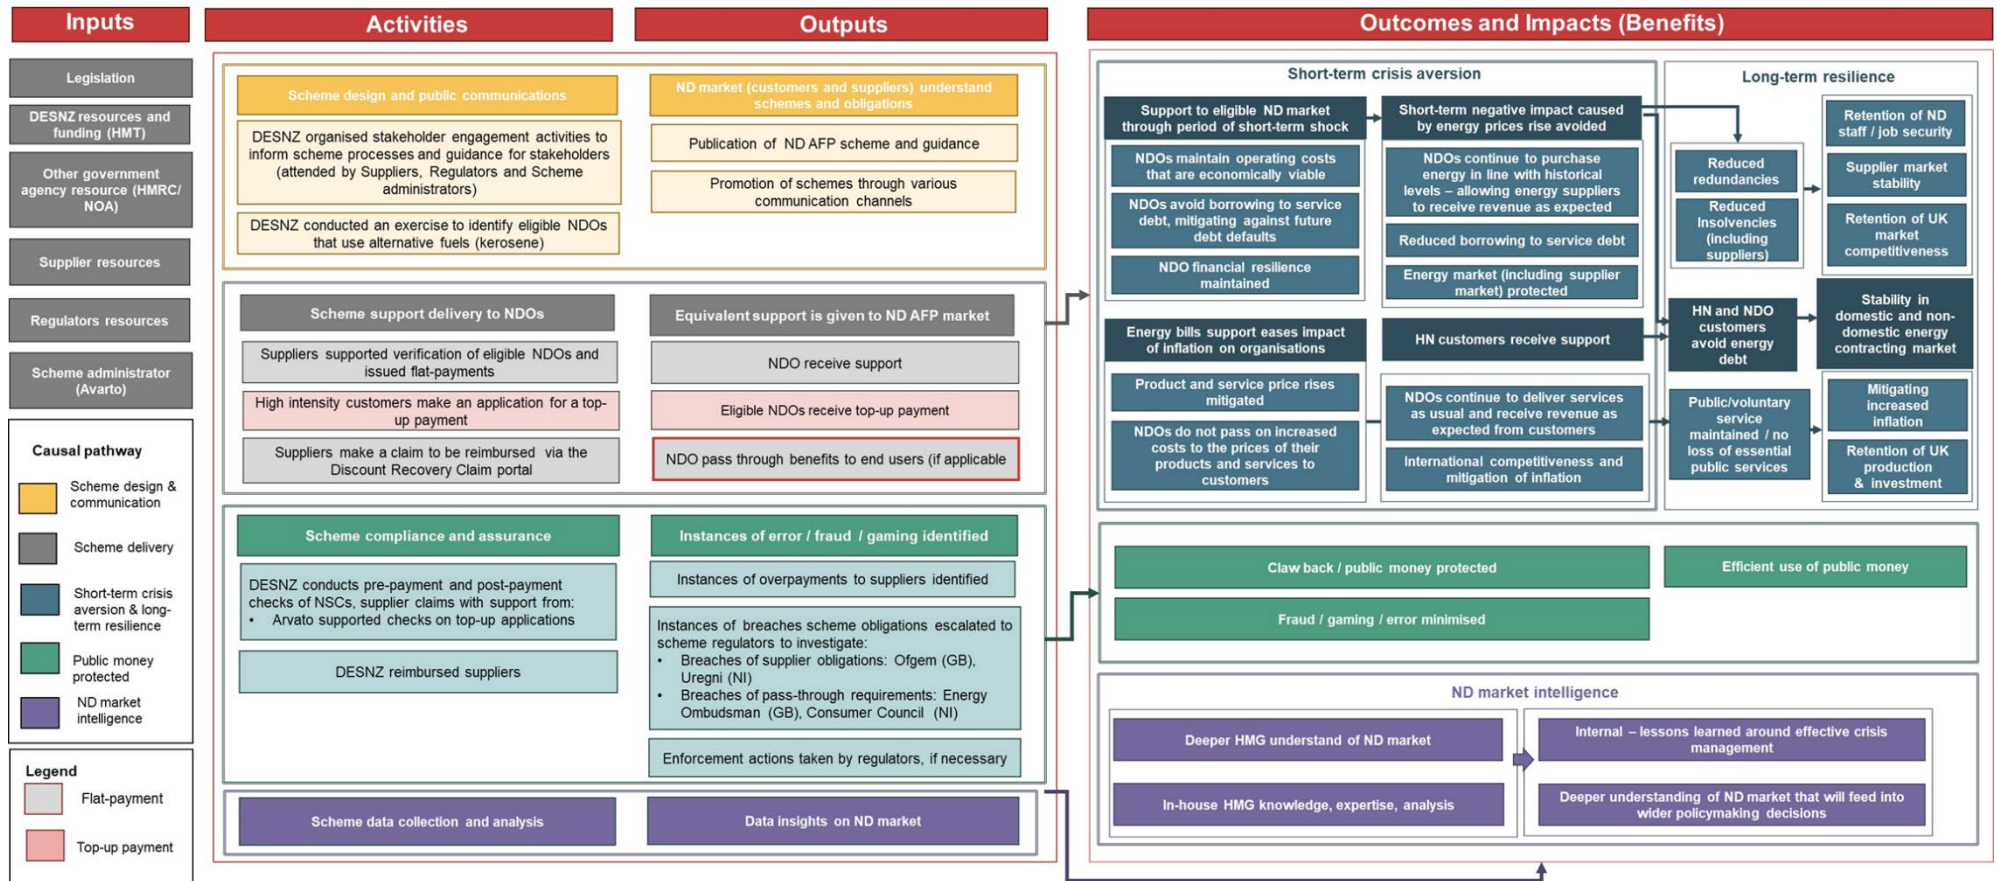 Inputs
Legislation
DESNZ resources and
funding (HMT)
Other government
agency resource (HMRC/
NOA)
Supplier resources
Regulators resources
Scheme administrator
(Avarto)
Causal pathway
Scheme design &
communication
Scheme delivery
Short-term crisis
aversion & long-
term resilience
Public money
protected
ND market
intelligence
Legend
Flat-payment
Top-up payment
Activities
Outputs
Scheme design and public communications
DESNZ organised stakeholder engagement activities to
inform scheme processes and guidance for stakeholders
(attended by Suppliers, Regulators and Scheme
administrators)
DESNZ conducted an exercise to identify eligible NDOs
that use alternative fuels (kerosene)
ND market (customers and suppliers) understand
schemes and obligations
Publication of ND AFP scheme and guidance
Promotion of schemes through various
communication channels
Scheme support delivery to NDOs
Suppliers supported verification of eligible NDOs and
issued flat-payments
High intensity customers make an application for a top-
up payment
Suppliers make a claim to be reimbursed via the
Discount Recovery Claim portal
Equivalent support is given to ND AFP market
NDO receive support
Eligible NDOs receive top-up payment
NDO pass through benefits to end users (if applicable
Scheme compliance and assurance
DESNZ conducts pre-payment and post-payment
checks of NSCs, supplier claims with support from:
• Arvato supported checks on top-up applications
DESNZ reimbursed suppliers
Instances of error / fraud / gaming identified
Instances of overpayments to suppliers identified
Instances of breaches scheme obligations escalated to
scheme regulators to investigate:
• Breaches of supplier obligations: Ofgem (GB),
Uregni (NI)
• Breaches of pass-through requirements: Energy
Ombudsman (GB), Consumer Council (NI)
Enforcement actions taken by regulators, if necessary
Scheme data collection and analysis
Data insights on ND market
Outcomes and Impacts (Benefits)
Short-term crisis aversion
Support to eligible ND market
through period of short-term shock
NDOs maintain operating costs
that are economically viable
NDOs avoid borrowing to service
debt, mitigating against future
debt defaults
NDO financial resilience
maintained
Short-term negative impact caused
by energy prices rise avoided
NDOs continue to purchase
energy in line with historical
levels – allowing energy suppliers
to receive revenue as expected
Reduced borrowing to service debt
Energy market (including supplier
market) protected
Energy bills support eases impact
of inflation on organisations
Product and service price rises
mitigated
NDOs do not pass on increased
costs to the prices of their
products and services to
customers
HN customers receive support
NDOs continue to deliver services
as usual and receive revenue as
expected from customers
International competitiveness and
mitigation of inflation
Long-term resilience
Reduced
redundancies
Reduced
Insolvencies
(including
suppliers)
Retention of ND
staff / job security
Supplier market
stability
Retention of UK
market
competitiveness
HN and NDO
customers
avoid energy
debt
Stability in
domestic and non-
domestic energy
contracting market
Public/voluntary
service
maintained / no
loss of essential
public services
Mitigating
increased
inflation
Retention of UK
production
& investment
Claw back / public money protected
Fraud / gaming / error minimised
Efficient use of public money
ND market intelligence
Deeper HMG understand of ND market
In-house HMG knowledge, expertise, analysis
Internal – lessons learned around effective crisis
management
Deeper understanding of ND market that will feed into
wider policymaking decisions